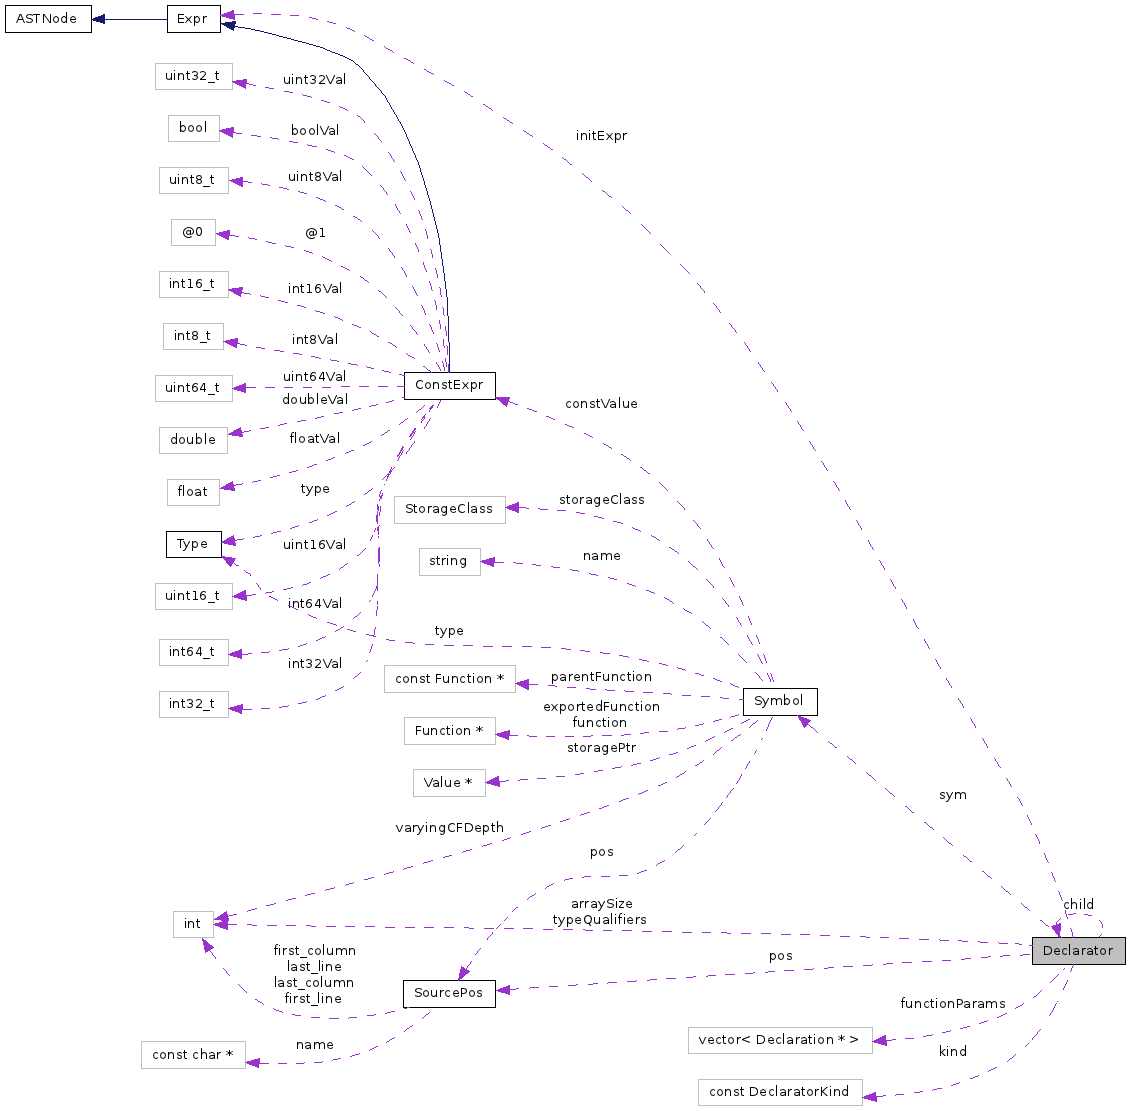 ASTNode
Expr
uint32_t
uint32Val
bool
boolVal
initExpr
uint8_t
uint8Val
@0
@1
int16_t
int16Val
int8_t
int8Val
uint64_t
uint64Val
ConstExpr
doubleVal
constValue
double
floatVal
float
type
StorageClass
storageClass
Type
uint16Val
string
name
uint16_t
int64Val
type
int64_t
int32Val
const Function *
parentFunction
int32_t
Symbol
exportedFunction
function
Function *
storagePtr
Value *
sym
varyingCFDepth
pos
arraySize
typeQualifiers
child
int
first_column
last_line
last_column
first_line
pos
Declarator
SourcePos
functionParams
const char *
name
vector< Declaration * >
kind
const DeclaratorKind